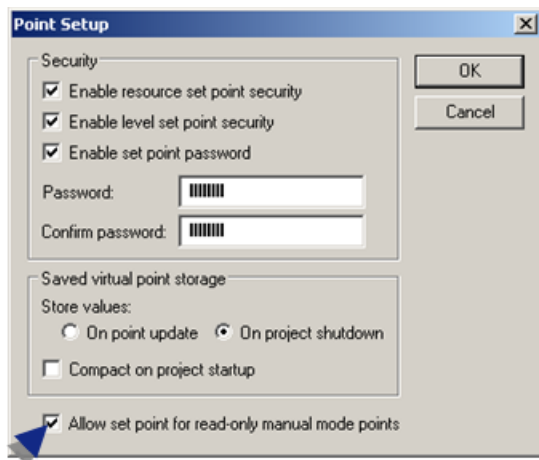 Point Setup
Security
OK
Enable resource set point security
Enable level set point security
Cancel
Enable set point password
Password:
Confirm password:
Saved virtual point storage
Store values:
On point update On project shutdown
Compact on project startup
Allow set point for read-only manual mode points